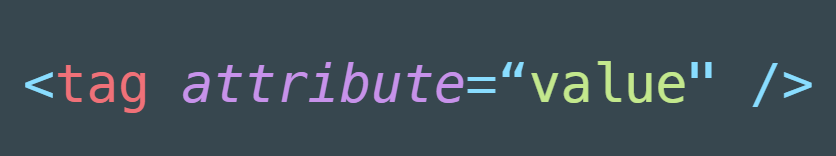 <tag attribute=“value" />